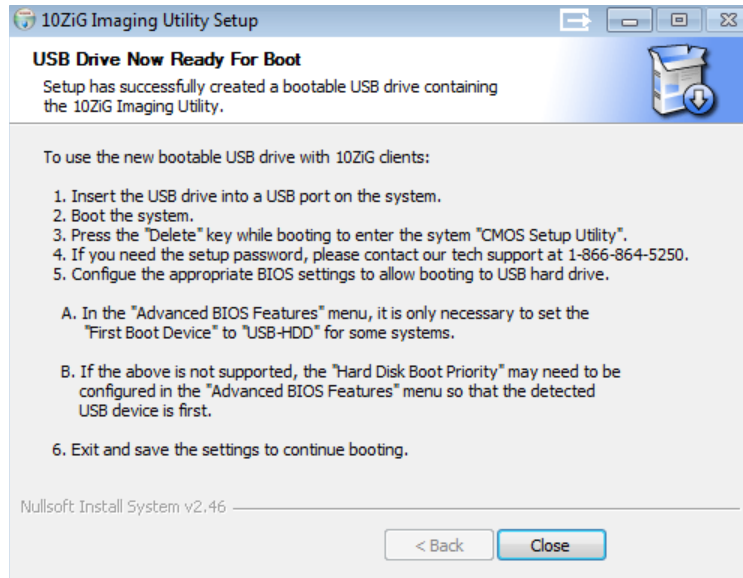 10ZiG Imaging Utility Setup
USB Drive Now Ready For Boot
Setup has successfully created a bootable USB drive containing
the 10ZiG Imaging Utility.
To use the new bootable USB drive with 10ZiG clients:
1. Insert the USB drive into a USB port on the system.
2. Boot the system.
3. Press the "Delete" key while booting to enter the sytem "CMOS Setup Utility".
4. If you need the setup password, please contact our tech support at 1-866-864-5250.
5. Configue the appropriate BIOS settings to allow booting to USB hard drive.
A. In the "Advanced BIOS Features" menu, it is only necessary to set the
"First Boot Device" to "USB-HDD" for some systems.
B. If the above is not supported, the "Hard Disk Boot Priority" may need to be
configured in the "Advanced BIOS Features" menu so that the detected
USB device is first.
6. Exit and save the settings to continue booting.
Nullsoft Install System v2.46
< Back Close